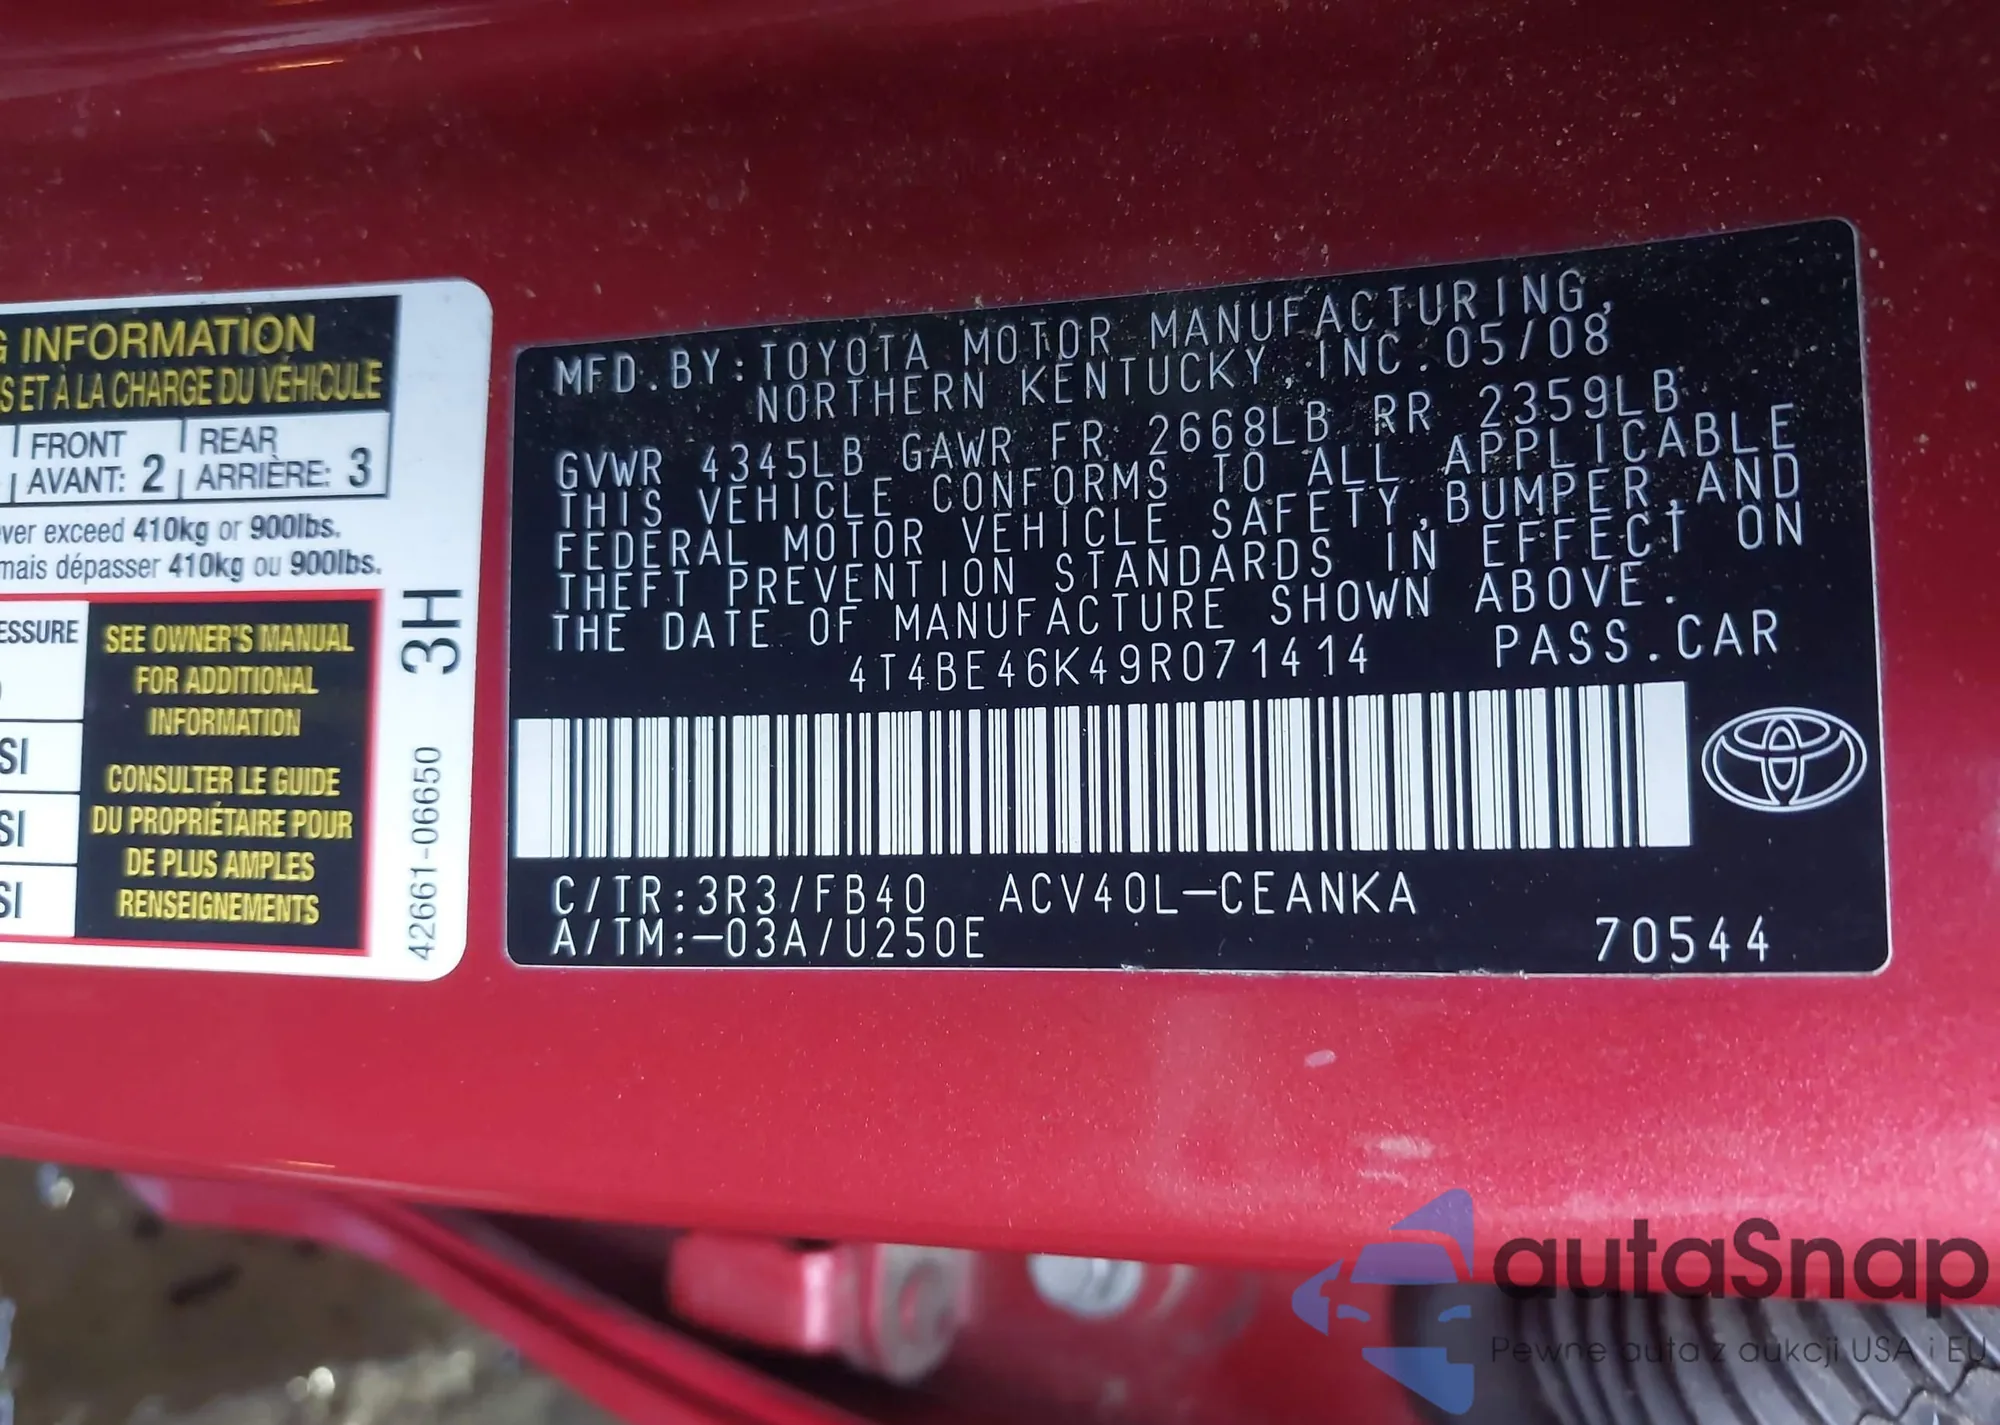 G INFORMATION
S ET À LA CHARGE DU VÉHICULE
FRONT REAR
AVANT: 2 ARRIÈRE: 3
ver exceed 410kg or 900lbs.
mais dépasser 410kg ou 900lbs.
ESSURE
SI
SI
SI
SEE OWNER'S MANUAL
FOR ADDITIONAL
INFORMATION
CONSULTER LE GUIDE
DU PROPRIÉTAIRE POUR
DE PLUS AMPLES
RENSEIGNEMENTS
3H
42661-06650
MFD.BY:TOYOTA MOTOR MANUFACTURING,
NORTHERN KENTUCKY, INC.05/08
GVWR 4345LB GAWR FR 2668LB RR 2359LB
THIS VEHICLE CONFORMS TO ALL APPLICABLE
FEDERAL MOTOR VEHICLE SAFETY,BUMPER,AND
THEFT PREVENTION STANDARDS IN EFFECT ON
THE DATE OF MANUFACTURE SHOWN ABOVE.
4T4BE46K49R071414 PASS.CAR
C/TR:3R3/FB40 ACV40L-CEANKA
A/TM:-03A/U250E 70544
autaSnap
Pewne auta z aukcji USA i EU